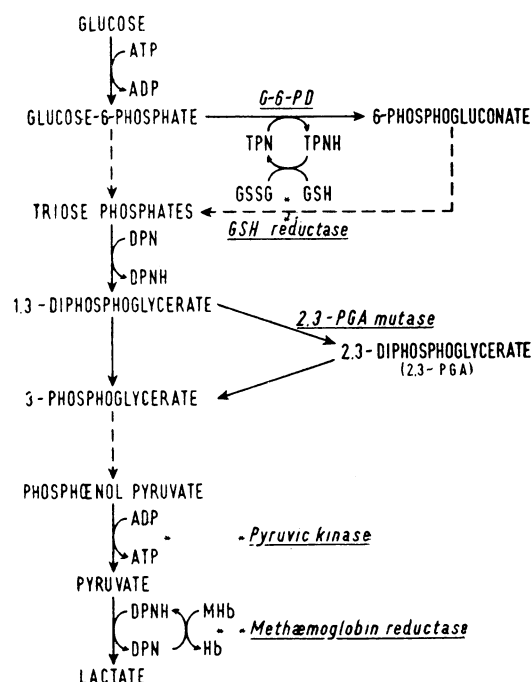 GLUCOSE
ATP
ADP
G-6-PD
GLUCOSE-6-PHOSPHATE
6-PHOSPHOGLUCONATE
TPN TPNH
GSSG GSH
TRIOSE PHOSPHATES
GSH reductase
DPN
DPNH
1,3-DIPHOSPHOGLYCERATE
2,3-PGA mutase
2,3-DIPHOSPHOGLYCERATE
(2,3-PGA)
3-PHOSPHOGLYCERATE
PHOSPHŒNOL PYRUVATE
ADP
Pyruvic kinase
ATP
PYRUVATE
DPNH MHb
Methæmoglobin reductase
DPN Hb
LACTATE